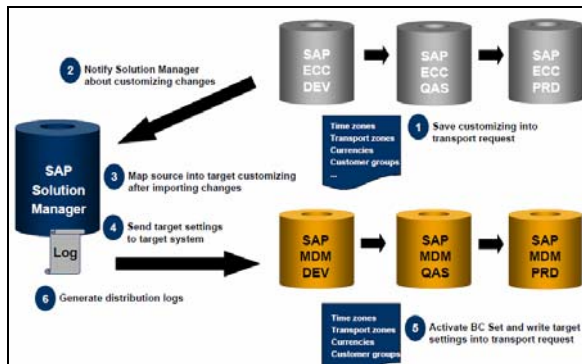 SAP
ECC
DEV
SAP
ECC
QAS
SAP
ECC
PRD
2
Notify Solution Manager
about customizing changes
Time zones
Transport zones
Currencies
Customer groups
...
1
Save customizing into
transport request
SAP
Solution
Manager
3
Map source into target customizing
after importing changes
4
Send target settings
to target system
Log
SAP
MDM
DEV
SAP
MDM
QAS
SAP
MDM
PRD
6
Generate distribution logs
Time zones
Transport zones
Currencies
Customer groups
5
Activate BC Set and write target
settings into transport request